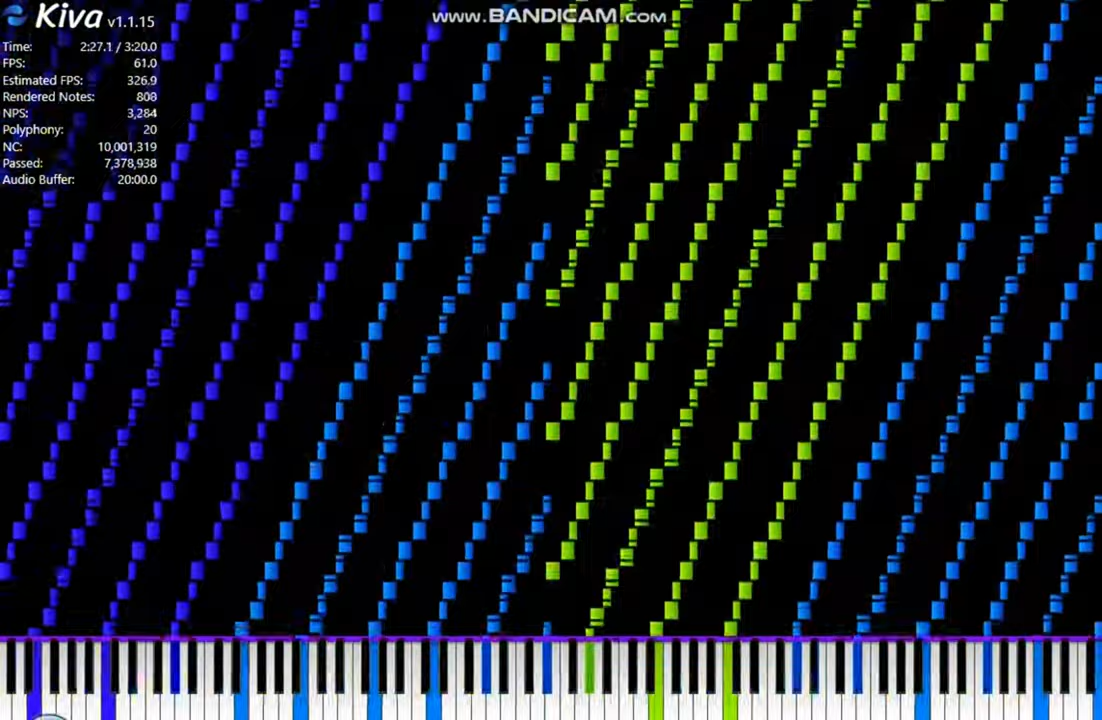 Kiva v1.1.15
www.BANDICAM.com
Time: 2:27.1 / 3:20.0
FPS: 61.0
Estimated FPS: 326.9
Rendered Notes: 808
NPS: 3,284
Polyphony: 20
NC: 10,001,319
Passed: 7,378,938
Audio Buffer: 20:00.0